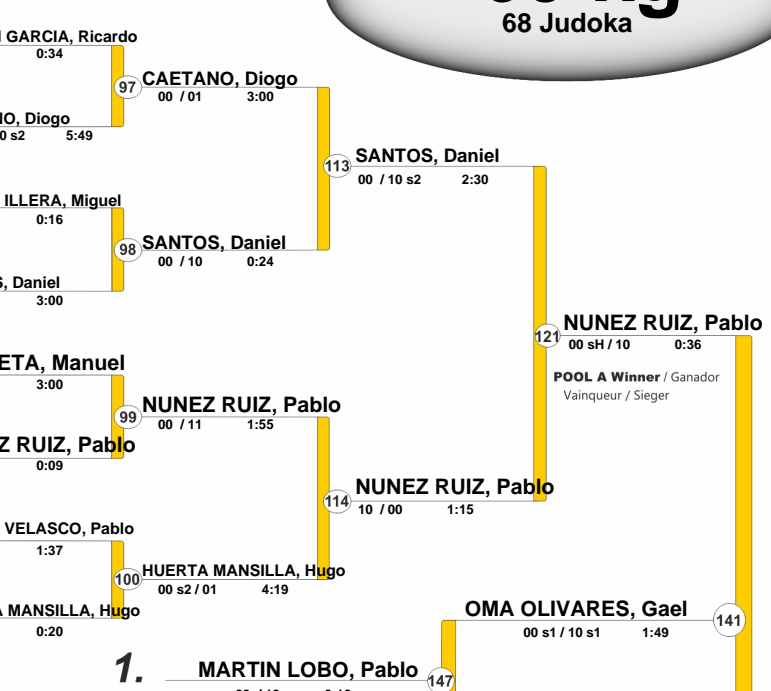 68 Judoka
GARCIA, Ricardo
0:34
97
CAETANO, Diogo
00 / 01 3:00
Diogo
s2 5:49
113
SANTOS, Daniel
00 / 10 s2 2:30
ILLERA, Miguel
0:16
98
SANTOS, Daniel
00 / 10 0:24
Daniel
3:00
121
NUNEZ RUIZ, Pablo
00 sH / 10 0:36
POOL A Winner / Ganador
Vainqueur / Sieger
Manuel
3:00
99
NUNEZ RUIZ, Pablo
00 / 11 1:55
RUIZ, Pablo
0:09
114
NUNEZ RUIZ, Pablo
10 / 00 1:15
VELASCO, Pablo
1:37
100
HUERTA MANSILLA, Hugo
00 s2 / 01 4:19
MANSILLA, Hugo
0:20
OMA OLIVARES, Gael
141
00 s1 / 10 s1 1:49
1.
MARTIN LOBO, Pablo
147